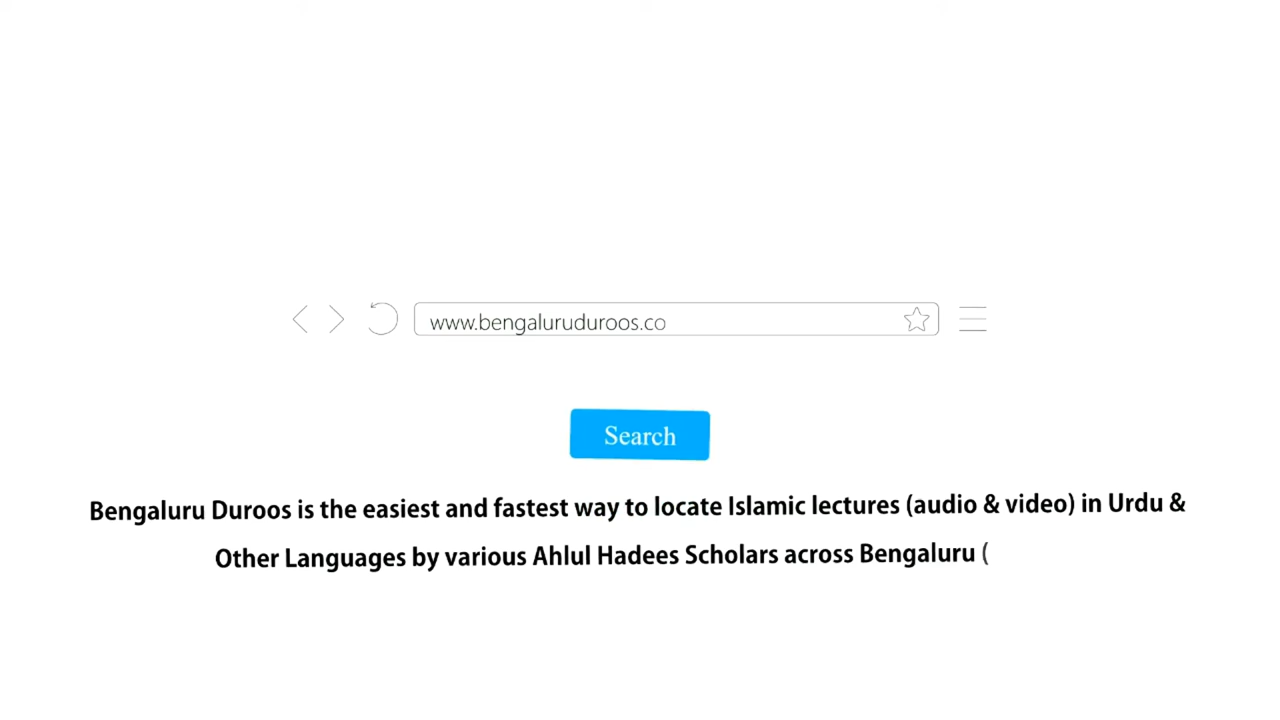 www.bengaluruduroos.co
Search
Bengaluru Duroos is the easiest and fastest way to locate Islamic lectures (audio & video) in Urdu &
Other Languages by various Ahlul Hadees Scholars across Bengaluru (